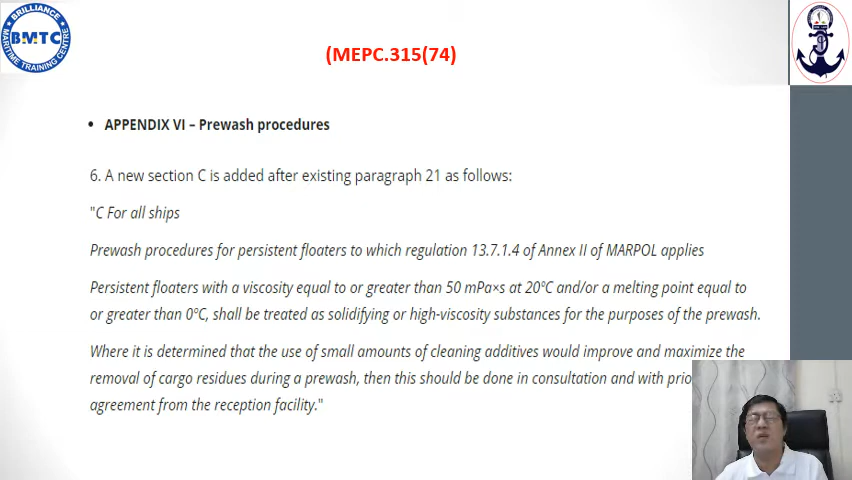 BRILLIANCE
BMTC
MARITIME TRAINING CENTRE
(MEPC.315(74)
• APPENDIX VI – Prewash procedures
6. A new section C is added after existing paragraph 21 as follows:
"C For all ships
Prewash procedures for persistent floaters to which regulation 13.7.1.4 of Annex II of MARPOL applies
Persistent floaters with a viscosity equal to or greater than 50 mPa×s at 20ºC and/or a melting point equal to
or greater than 0ºC, shall be treated as solidifying or high-viscosity substances for the purposes of the prewash.
Where it is determined that the use of small amounts of cleaning additives would improve and maximize the
removal of cargo residues during a prewash, then this should be done in consultation and with prio
agreement from the reception facility."